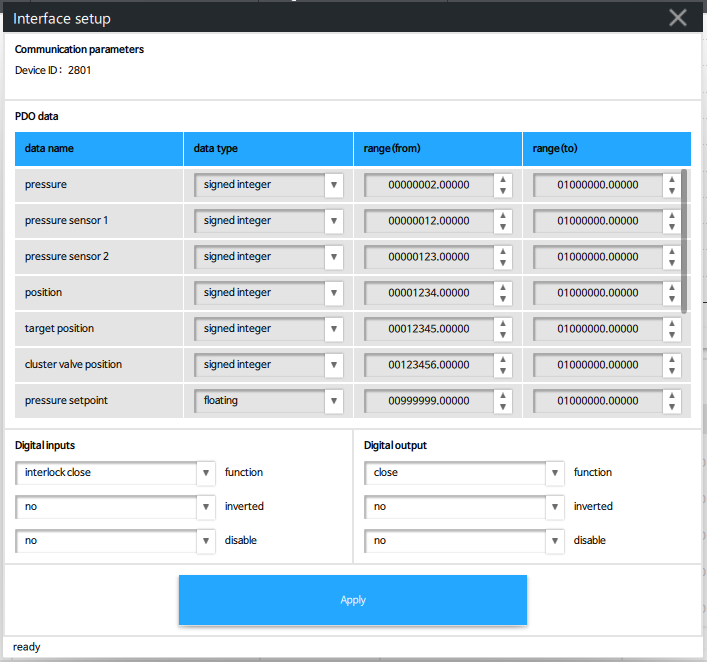 Interface setup
Communication parameters
Device ID： 2801
PDO data
data name data type range(from) range(to)
pressure signed integer 00000002.00000 01000000.00000
pressure sensor 1 signed integer 00000012.00000 01000000.00000
pressure sensor 2 signed integer 00000123.00000 01000000.00000
position signed integer 00001234.00000 01000000.00000
target position signed integer 00012345.00000 01000000.00000
cluster valve position signed integer 00123456.00000 01000000.00000
pressure setpoint floating 00999999.00000 01000000.00000
Digital inputs Digital output
interlock close function close function
no inverted no inverted
no disable no disable
Apply
ready